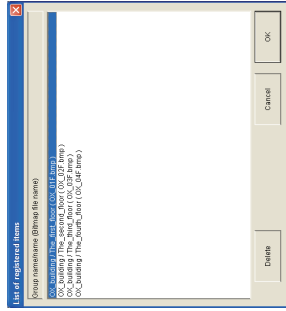 List of registered items
Group name/name (Bitmap file name)
OX_building / The_first_floor ( OX_01F.bmp )
OX_building / The_second_floor ( OX_02F.bmp )
OX_building / The_third_floor ( OX_03F.bmp )
OX_building / The_fourth_floor ( OX_04F.bmp )
Delete
Cancel
OK